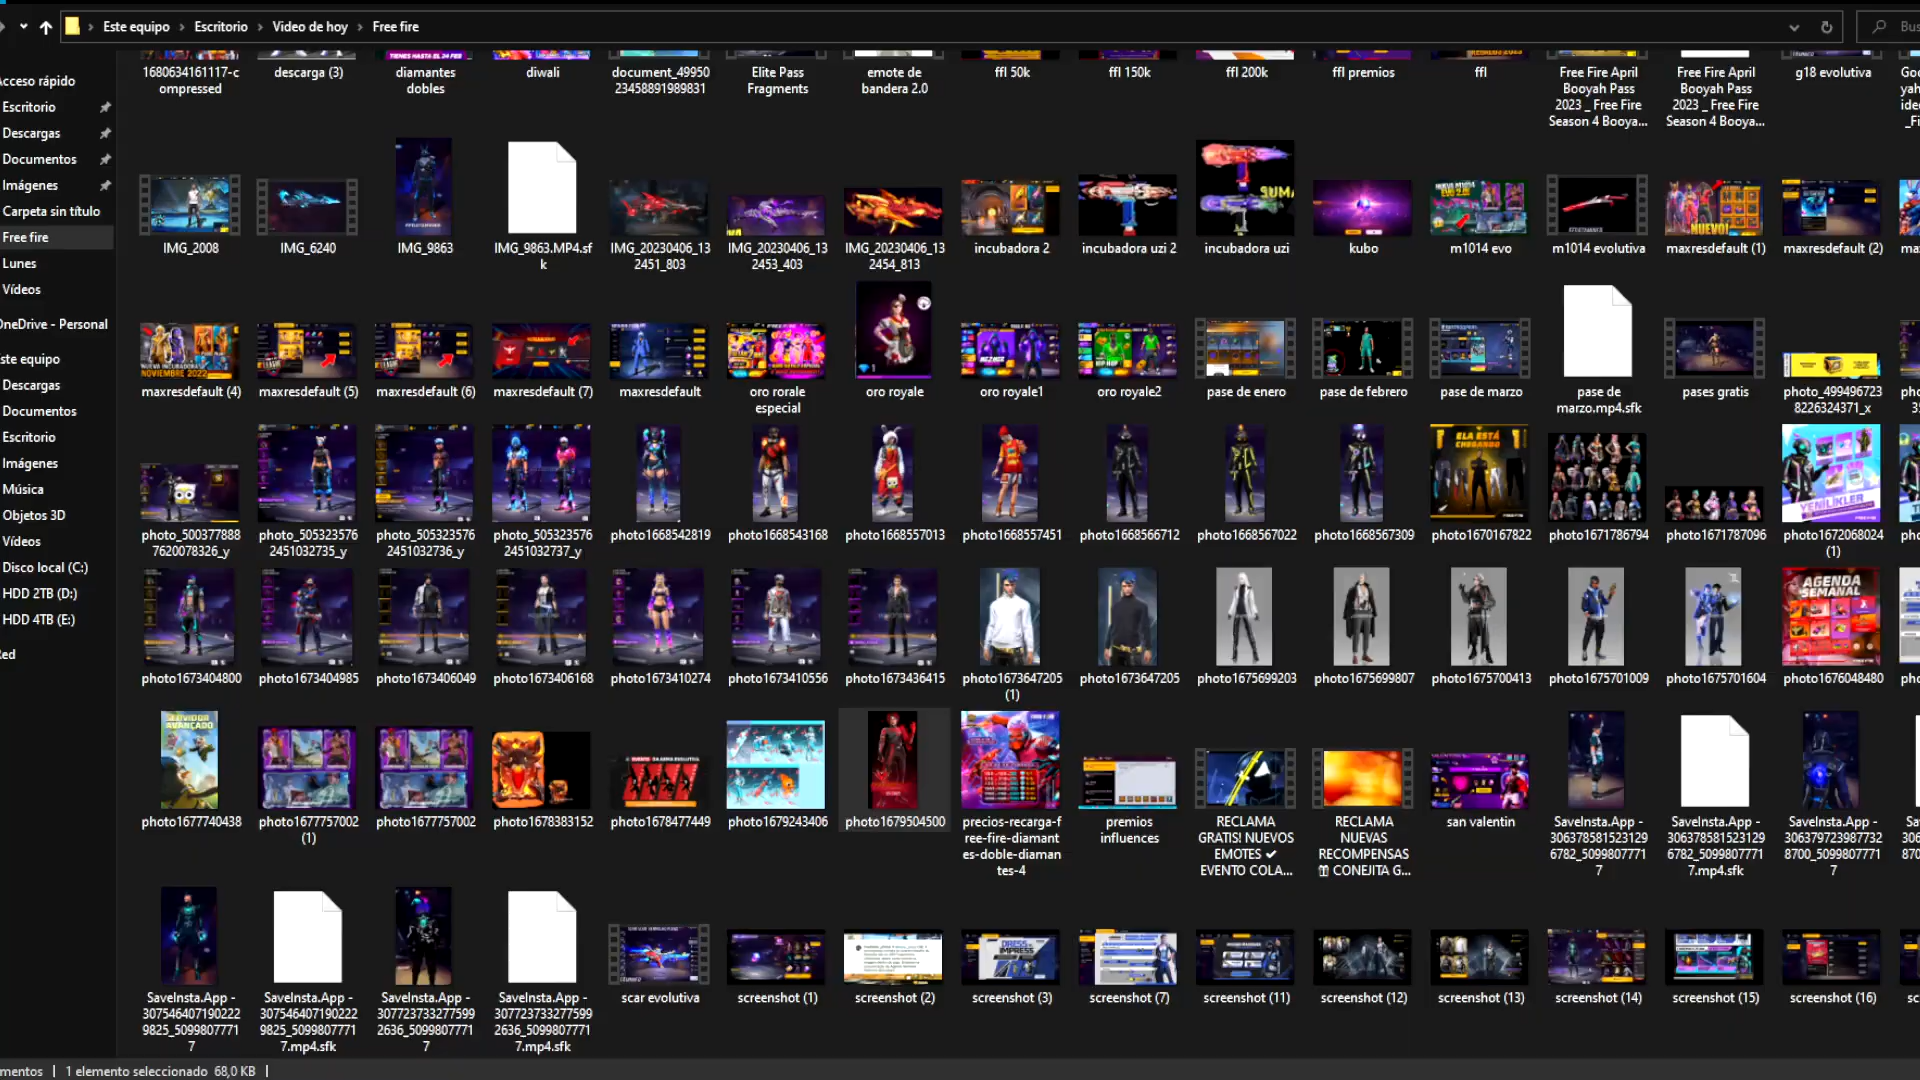 Este equipo > Escritorio > Video de hoy > Free fire
Acceso rápido
Escritorio
Descargas
Documentos
Imágenes
Carpeta sin título
Free fire
Lunes
Vídeos
OneDrive - Personal
Este equipo
Descargas
Documentos
Escritorio
Imágenes
Música
Objetos 3D
Vídeos
Disco local (C:)
HDD 2TB (D:)
HDD 4TB (E:)
Red
1680634161117-c
ompressed
descarga (3)
diamantes
dobles
diwali
document_49950
23458891989831
Elite Pass
Fragments
emote de
bandera 2.0
ffl 50k
ffl 150k
ffl 200k
ffl premios
ffl
Free Fire April
Booyah Pass
2023 _ Free Fire
Season 4 Booya...
Free Fire April
Booyah Pass
2023 _ Free Fire
Season 4 Booya...
g18 evolutiva
IMG_2008
IMG_6240
IMG_9863
IMG_9863.MP4.sf
k
IMG_20230406_13
2451_803
IMG_20230406_13
2453_403
IMG_20230406_13
2454_813
incubadora 2
incubadora uzi 2
incubadora uzi
kubo
m1014 evo
m1014 evolutiva
maxresdefault (1)
maxresdefault (2)
maxresdefault (4)
maxresdefault (5)
maxresdefault (6)
maxresdefault (7)
maxresdefault
oro rorale
especial
oro royale
oro royale1
oro royale2
pase de enero
pase de febrero
pase de marzo
pase de
marzo.mp4.sfk
pases gratis
photo_499496723
8226324371_x
photo_500377888
7620078326_y
photo_505323576
2451032735_y
photo_505323576
2451032736_y
photo_505323576
2451032737_y
photo1668542819
photo1668543168
photo1668557013
photo1668557451
photo1668566712
photo1668567022
photo1668567309
ELA ESTÁ
CHEGANDO
photo1670167822
photo1671786794
photo1671787096
YENİLİKLER
photo1672068024
(1)
photo1673404800
photo1673404985
photo1673406049
photo1673406168
photo1673410274
photo1673410556
photo1673436415
photo1673647205
(1)
photo1673647205
photo1675699203
photo1675699807
photo1675700413
photo1675701009
photo1675701604
AGENDA
SEMANAL
photo1676048480
SERVIDOR
AVANÇADO
photo1677740438
photo1677757002
(1)
photo1677757002
photo1678383152
photo1678477449
photo1679243406
photo1679504500
precios-recarga-f
ree-fire-diamant
es-doble-diaman
tes-4
premios
influences
RECLAMA
GRATIS! NUEVOS
EMOTES ✔
EVENTO COLA...
RECLAMA
NUEVAS
RECOMPENSAS
🎁 CONEJITA G...
san valentin
SaveInsta.App -
306378581523129
6782_5099807771
7
SaveInsta.App -
306378581523129
6782_5099807771
7.mp4.sfk
SaveInsta.App -
306379723987732
8700_5099807771
7
SaveInsta.App -
307546407190222
9825_5099807771
7
SaveInsta.App -
307546407190222
9825_5099807771
7.mp4.sfk
SaveInsta.App -
307723733277599
2636_5099807771
7
SaveInsta.App -
307723733277599
2636_5099807771
7.mp4.sfk
scar evolutiva
screenshot (1)
screenshot (2)
screenshot (3)
screenshot (7)
screenshot (11)
screenshot (12)
screenshot (13)
screenshot (14)
screenshot (15)
screenshot (16)
mentos | 1 elemento seleccionado 68,0 KB |